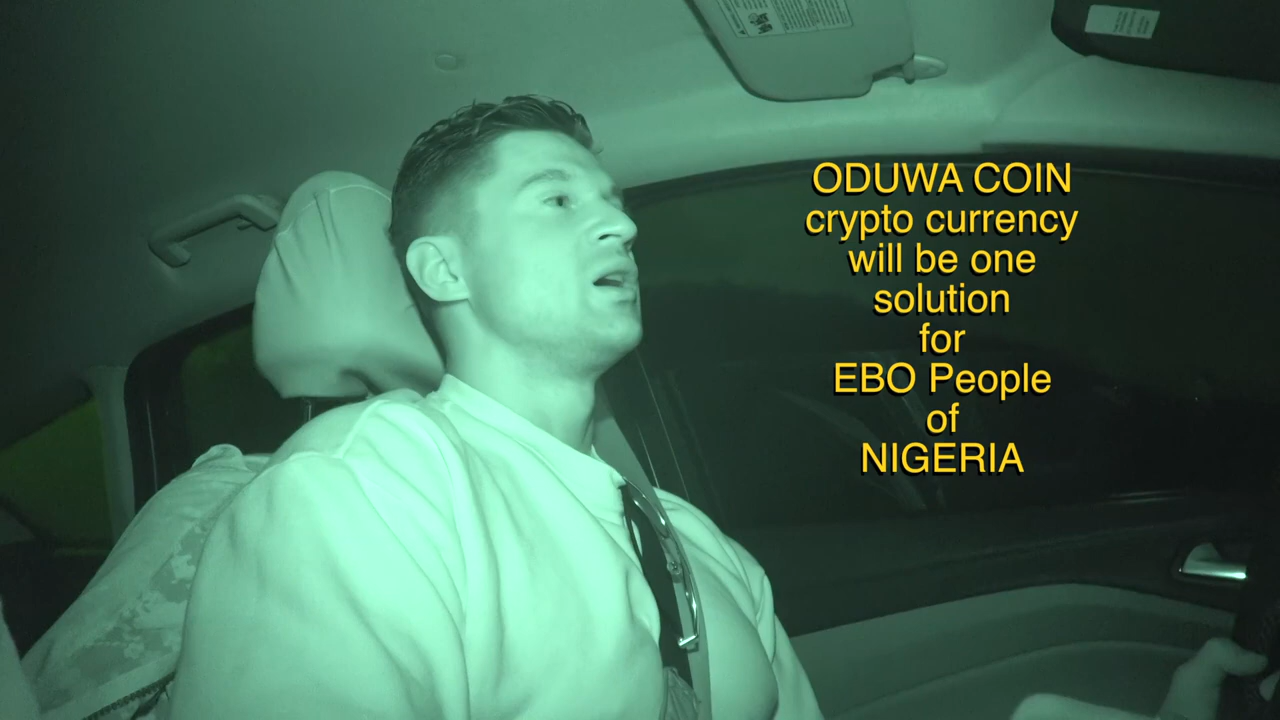 ODUWA COIN
crypto currency
will be one
solution
for
EBO People
of
NIGERIA